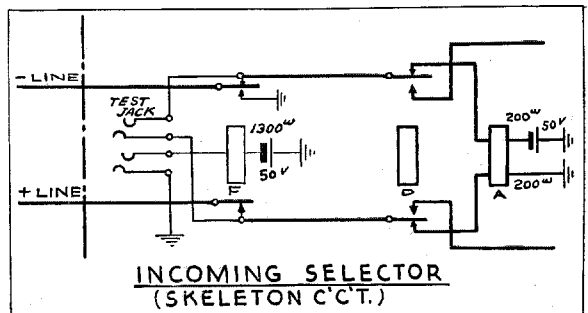 - LINE
TEST
JACK
1300ω
50V
F
D
200ω
50V
200ω
A
+ LINE
INCOMING SELECTOR
(SKELETON C'C'T.)